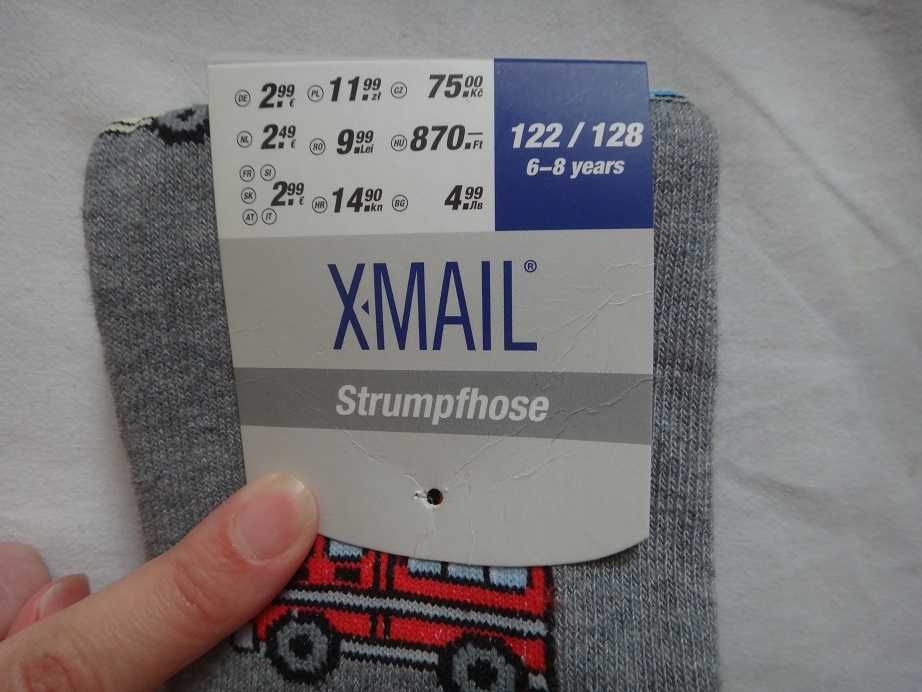 DE 2.99 € PL 11.99 zł CZ 75.00 Kč
NL 2.49 € RO 9.99 Lei HU 870.– Ft
FR SI
SK 2.99 € HR 14.90 kn BG 4.99 Лв
AT IT
122 / 128
6–8 years
X·MAIL®
Strumpfhose